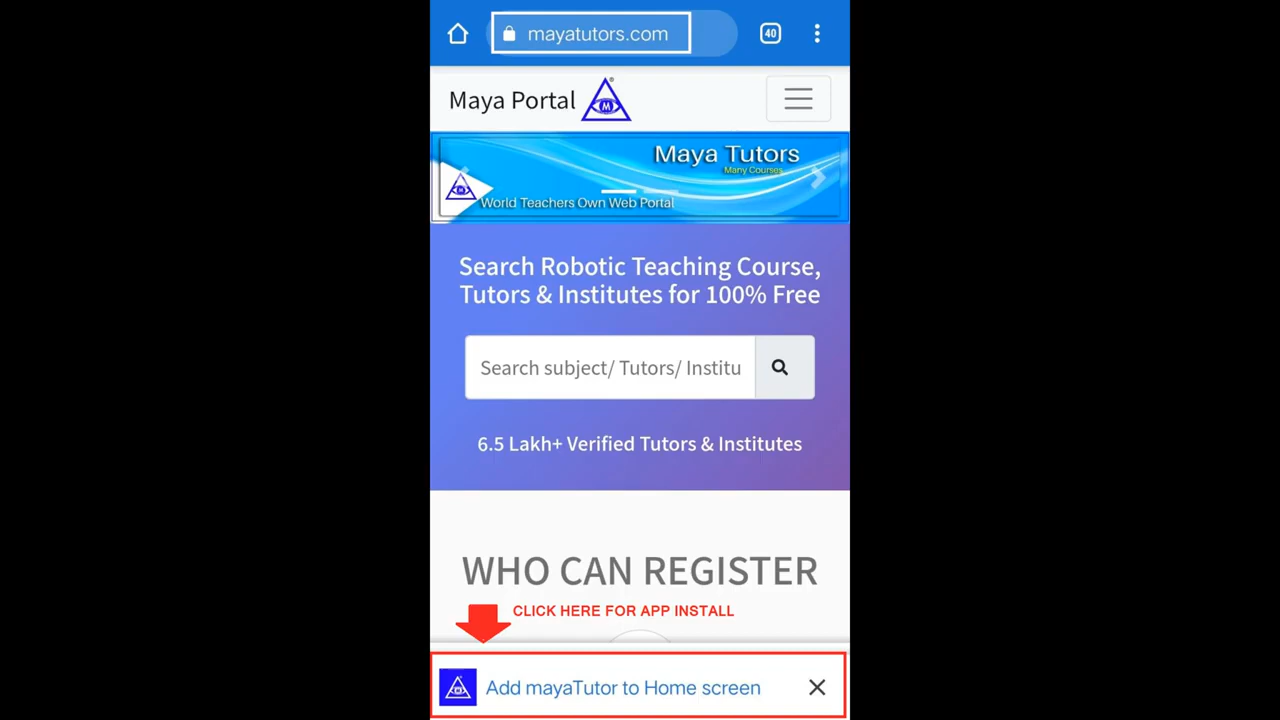 mayatutors.com
40
Maya Portal
M
Maya Tutors
Many Courses
World Teachers Own Web Portal
Search Robotic Teaching Course,
Tutors & Institutes for 100% Free
Search subject/ Tutors/ Institu
6.5 Lakh+ Verified Tutors & Institutes
WHO CAN REGISTER
CLICK HERE FOR APP INSTALL
Add mayaTutor to Home screen